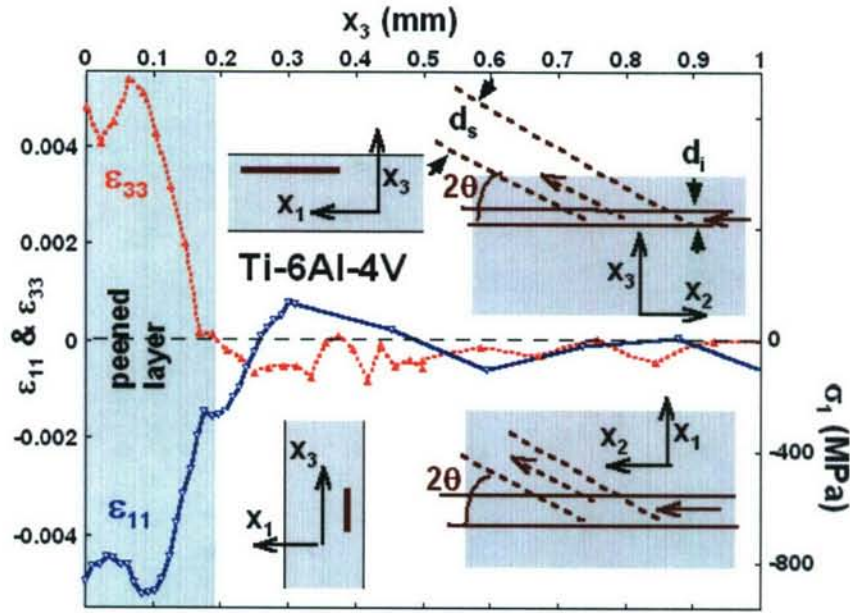 x₃ (mm)
0 0.1 0.2 0.3 0.4 0.5 0.6 0.7 0.8 0.9 1
0.004
0.002
0
-0.002
-0.004
ε₁₁ & ε₃₃
ε₃₃
ε₁₁
peened
layer
x₃
x₁
Ti-6Al-4V
dₛ
dᵢ
2θ
x₃
x₂
x₃
x₁
x₂
x₁
2θ
0
-400
-800
σ₁ (MPa)